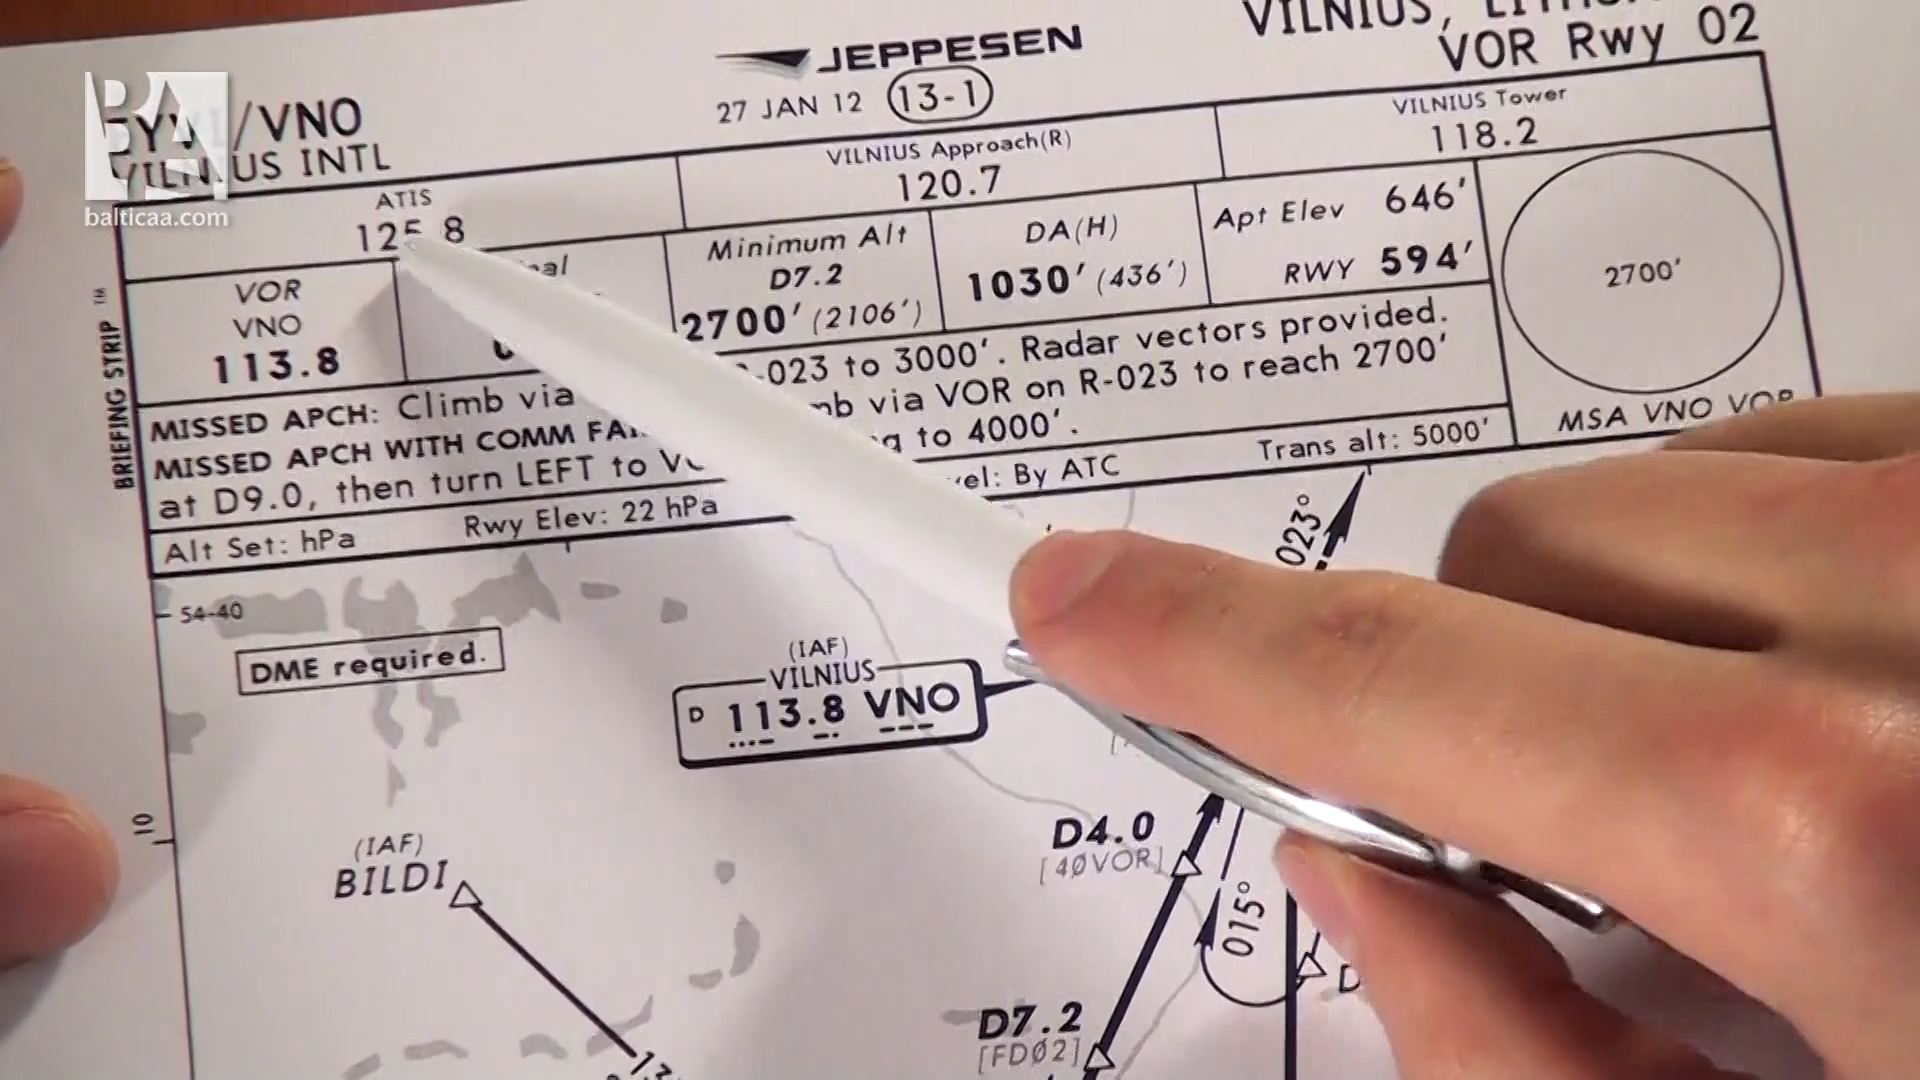 JEPPESEN
VILNIUS,
VOR Rwy 02
/VNO
VILNIUS INTL
27 JAN 12
13-1
BA
balticaa.com
ATIS
125.8
VILNIUS Approach(R)
120.7
VILNIUS Tower
118.2
BRIEFING STRIP TM
VOR
VNO
113.8
Minimum Alt
D7.2
2700' (2106')
DA(H)
1030' (436')
Apt Elev 646'
RWY 594'
2700'
MSA VNO VOR
MISSED APCH: Climb via -023 to 3000'. Radar vectors provided.
MISSED APCH WITH COMM via VOR on R-023 to reach 2700'
at D9.0, then turn LEFT to to 4000'.
Alt Set: hPa Rwy Elev: 22 hPa By ATC Trans alt: 5000'
54-40
DME required.
023°
(IAF)
VILNIUS
D 113.8 VNO
10
(IAF)
BILDI
D4.0
[40VOR]
015°
D
D7.2
[FD02]